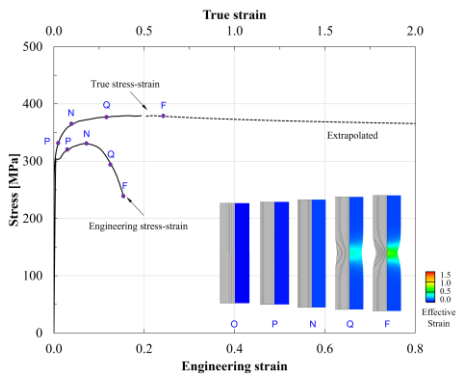 True strain
0.0 0.5 1.0 1.5 2.0
500
400
300
200
100
0
Stress [MPa]
N Q F
P P N
Q
F
True stress-strain
Extrapolated
Engineering stress-strain
O P N Q F
1.5
1.0
0.5
0.0
Effective
Strain
0.0 0.2 0.4 0.6 0.8
Engineering strain